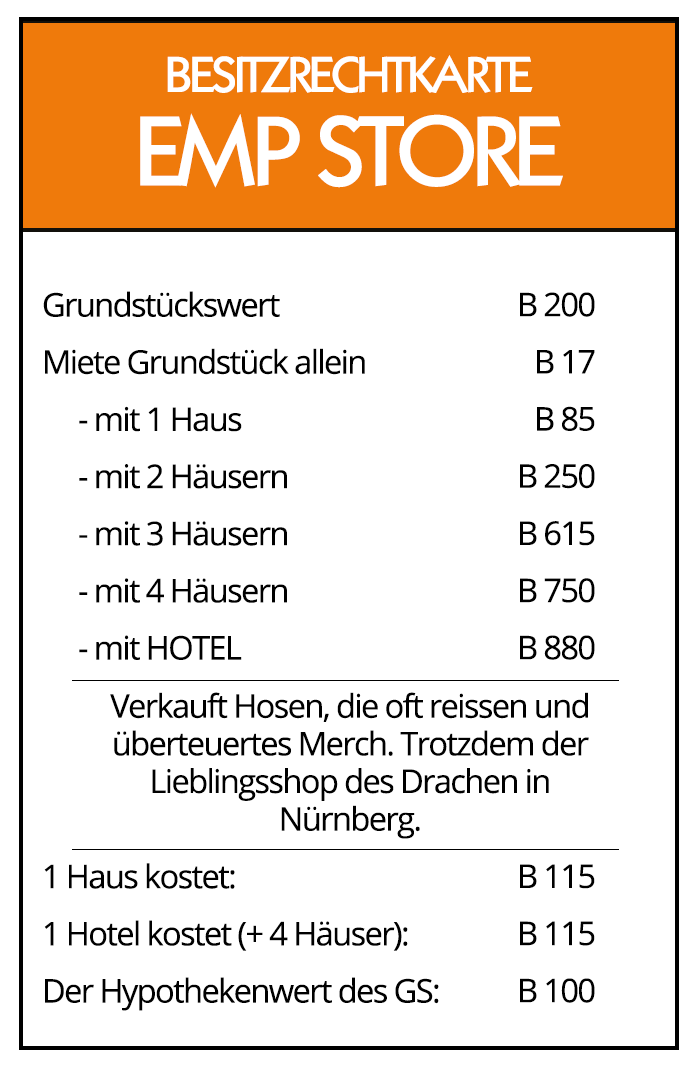 BESITZRECHTKARTE
EMP STORE
Grundstückswert B 200
Miete Grundstück allein B 17
- mit 1 Haus B 85
- mit 2 Häusern B 250
- mit 3 Häusern B 615
- mit 4 Häusern B 750
- mit HOTEL B 880
Verkauft Hosen, die oft reissen und
überteuertes Merch. Trotzdem der
Lieblingsshop des Drachen in
Nürnberg.
1 Haus kostet: B 115
1 Hotel kostet (+ 4 Häuser): B 115
Der Hypothekenwert des GS: B 100